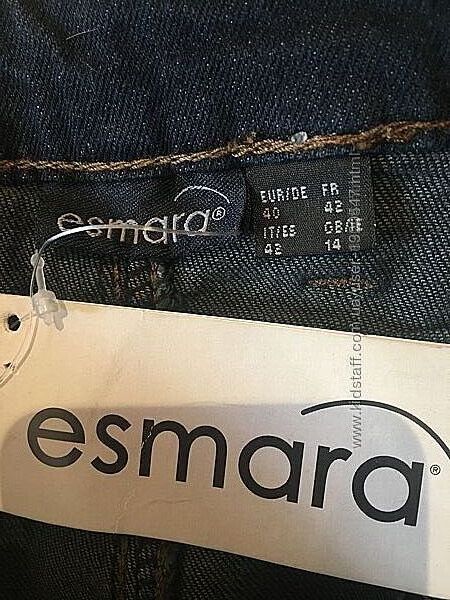 esmara®
EUR/DE FR
40 42
IT/ES GB/IE
42 14
esmara®